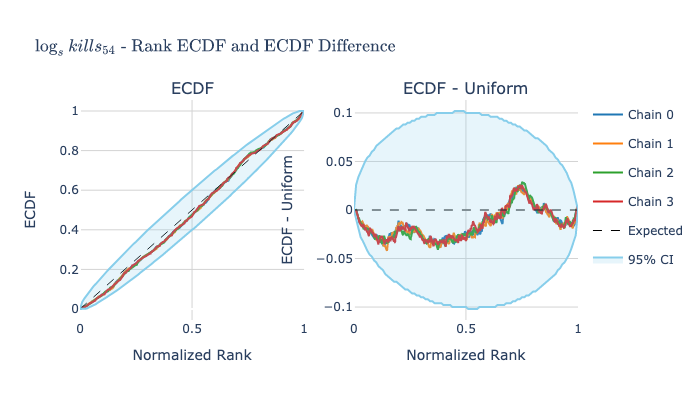 log_s kills_54 - Rank ECDF and ECDF Difference
ECDF
ECDF - Uniform
ECDF
1
0.8
0.6
0.4
0.2
0
0
0.5
1
Normalized Rank
ECDF - Uniform
0.1
0.05
0
−0.05
−0.1
0
0.5
1
Normalized Rank
Chain 0
Chain 1
Chain 2
Chain 3
Expected
95% CI